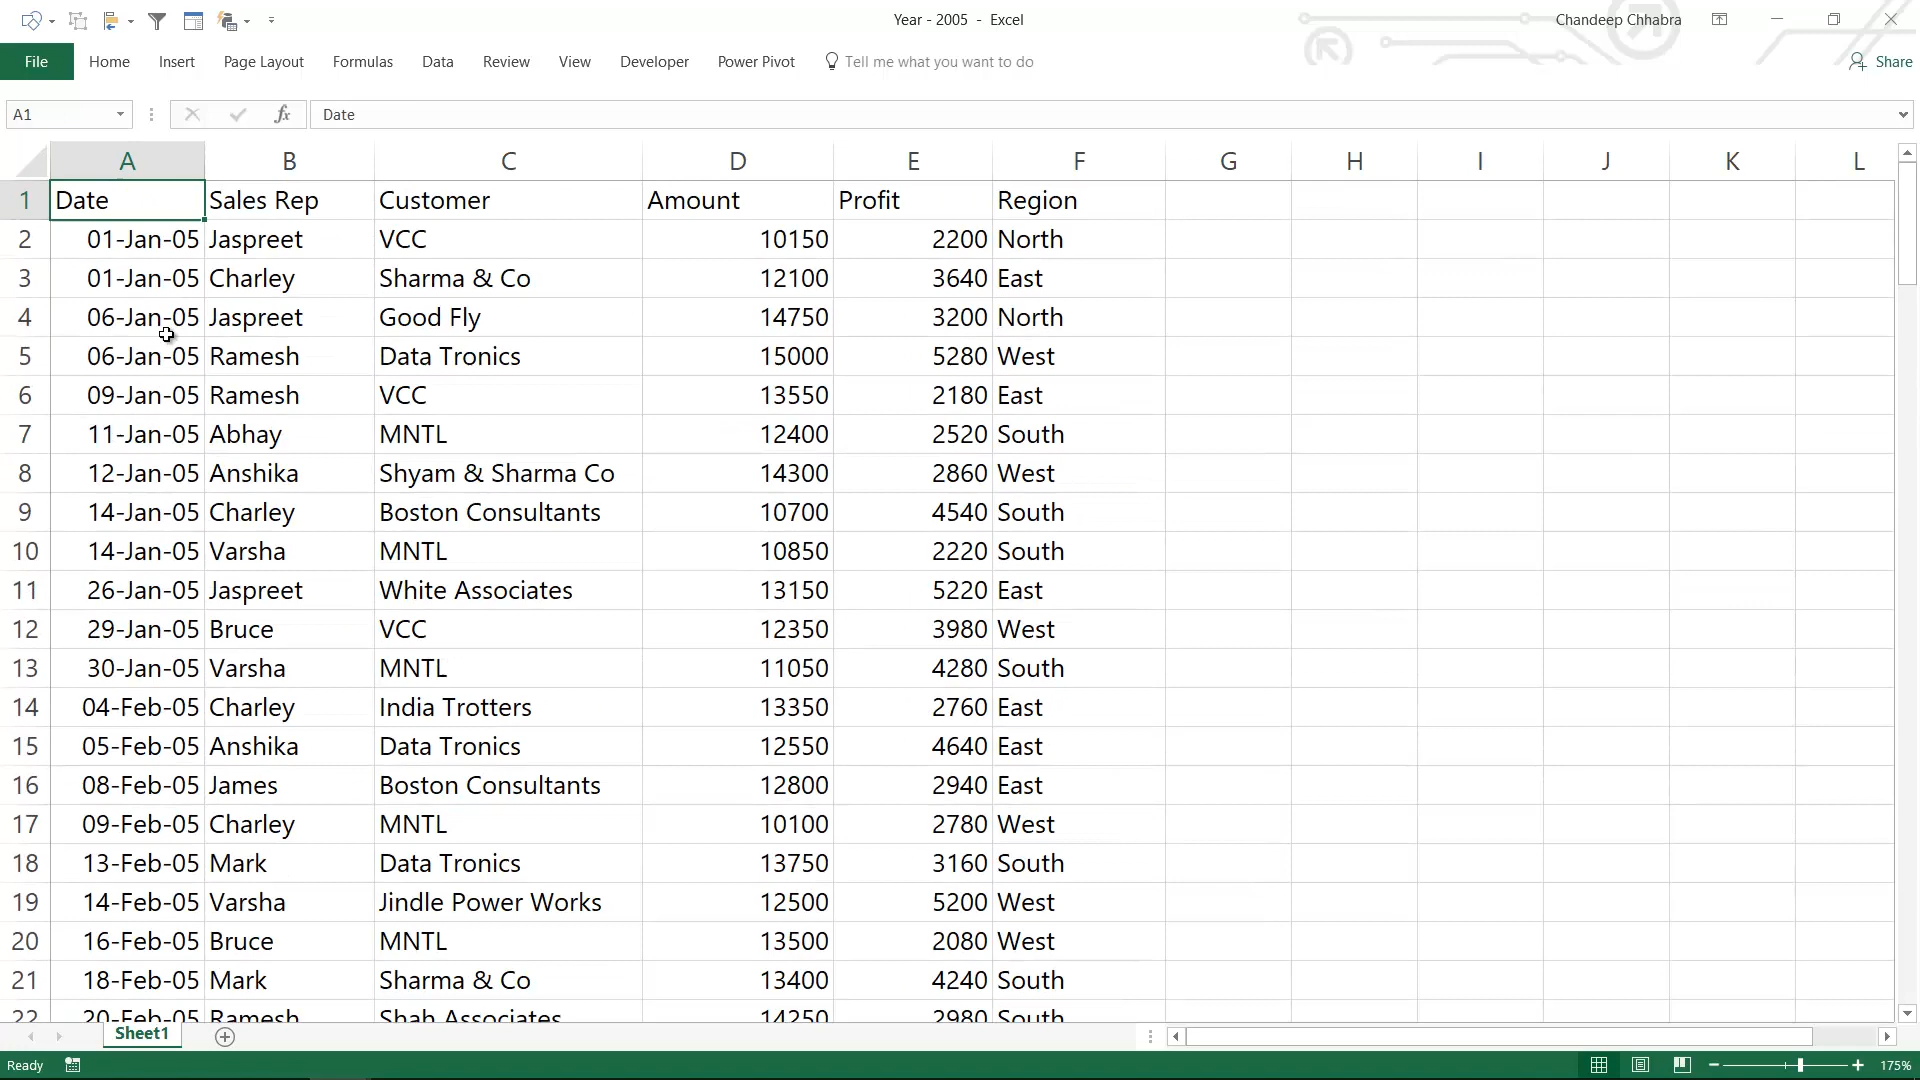 Year - 2005 - Excel
Chandeep Chhabra
File Home Insert Page Layout Formulas Data Review View Developer Power Pivot Tell me what you want to do Share
A1 fx Date
A B C D E F G H I J K L
1 Date Sales Rep Customer Amount Profit Region
2 01-Jan-05 Jaspreet VCC 10150 2200 North
3 01-Jan-05 Charley Sharma & Co 12100 3640 East
4 06-Jan-05 Jaspreet Good Fly 14750 3200 North
5 06-Jan-05 Ramesh Data Tronics 15000 5280 West
6 09-Jan-05 Ramesh VCC 13550 2180 East
7 11-Jan-05 Abhay MNTL 12400 2520 South
8 12-Jan-05 Anshika Shyam & Sharma Co 14300 2860 West
9 14-Jan-05 Charley Boston Consultants 10700 4540 South
10 14-Jan-05 Varsha MNTL 10850 2220 South
11 26-Jan-05 Jaspreet White Associates 13150 5220 East
12 29-Jan-05 Bruce VCC 12350 3980 West
13 30-Jan-05 Varsha MNTL 11050 4280 South
14 04-Feb-05 Charley India Trotters 13350 2760 East
15 05-Feb-05 Anshika Data Tronics 12550 4640 East
16 08-Feb-05 James Boston Consultants 12800 2940 East
17 09-Feb-05 Charley MNTL 10100 2780 West
18 13-Feb-05 Mark Data Tronics 13750 3160 South
19 14-Feb-05 Varsha Jindle Power Works 12500 5200 West
20 16-Feb-05 Bruce MNTL 13500 2080 West
21 18-Feb-05 Mark Sharma & Co 13400 4240 South
22 20-Feb-05 Ramesh Shah Associates 14250 2980 South
Sheet1
Ready 175%